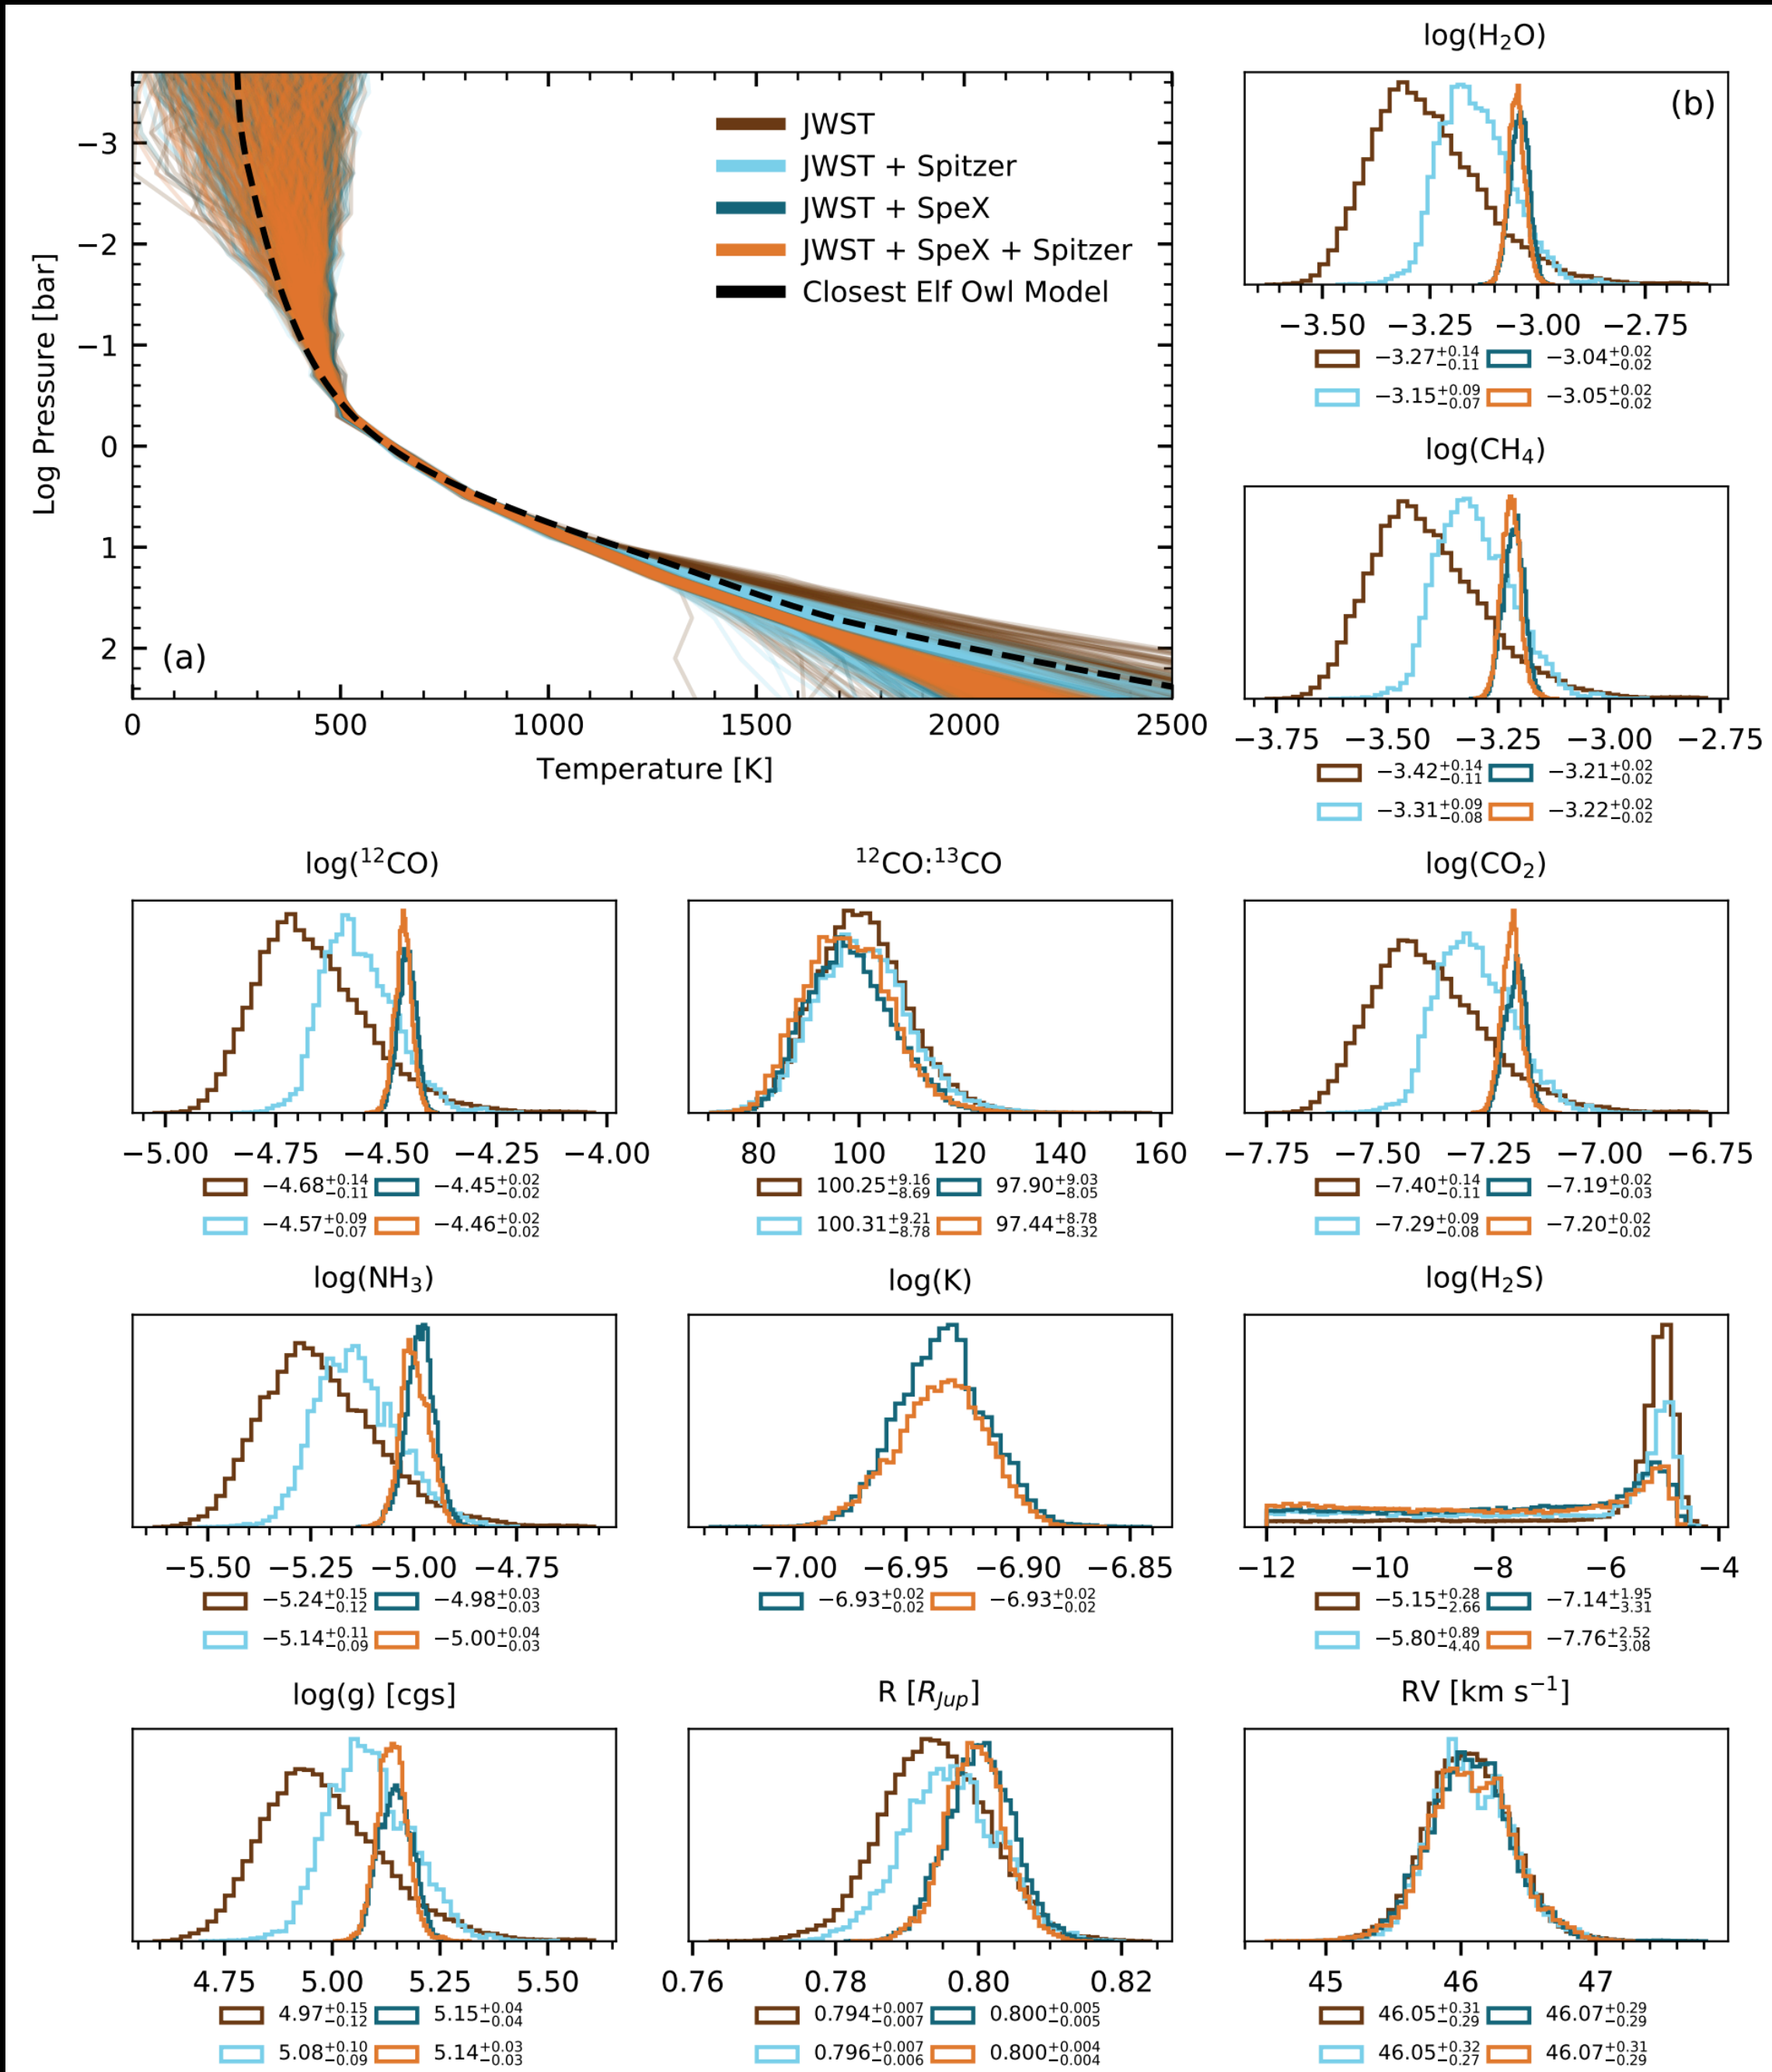 log(H₂O)
(b)
−3.50 −3.25 −3.00 −2.75
−3.27 +0.14 −0.11 −3.04 +0.02 −0.02
−3.15 +0.09 −0.07 −3.05 +0.02 −0.02
JWST
JWST + Spitzer
JWST + SpeX
JWST + SpeX + Spitzer
Closest Elf Owl Model
Log Pressure [bar]
−3
−2
−1
0
1
2
(a)
0 500 1000 1500 2000 2500
Temperature [K]
log(CH₄)
−3.75 −3.50 −3.25 −3.00 −2.75
−3.42 +0.14 −0.11 −3.21 +0.02 −0.02
−3.31 +0.09 −0.08 −3.22 +0.02 −0.02
log(¹²CO)
−5.00 −4.75 −4.50 −4.25 −4.00
−4.68 +0.14 −0.11 −4.45 +0.02 −0.02
−4.57 +0.09 −0.07 −4.46 +0.02 −0.02
¹²CO:¹³CO
80 100 120 140 160
100.25 +9.16 −8.69 97.90 +9.03 −8.05
100.31 +9.21 −8.78 97.44 +8.78 −8.32
log(CO₂)
−7.75 −7.50 −7.25 −7.00 −6.75
−7.40 +0.14 −0.11 −7.19 +0.02 −0.03
−7.29 +0.09 −0.08 −7.20 +0.02 −0.02
log(NH₃)
−5.50 −5.25 −5.00 −4.75
−5.24 +0.15 −0.12 −4.98 +0.03 −0.03
−5.14 +0.11 −0.09 −5.00 +0.04 −0.03
log(K)
−7.00 −6.95 −6.90 −6.85
−6.93 +0.02 −0.02 −6.93 +0.02 −0.02
log(H₂S)
−12 −10 −8 −6 −4
−5.15 +0.28 −2.66 −7.14 +1.95 −3.31
−5.80 +0.89 −4.40 −7.76 +2.52 −3.08
log(g) [cgs]
4.75 5.00 5.25 5.50
4.97 +0.15 −0.12 5.15 +0.04 −0.04
5.08 +0.10 −0.09 5.14 +0.03 −0.03
R [R_Jup]
0.76 0.78 0.80 0.82
0.794 +0.007 −0.007 0.800 +0.005 −0.005
0.796 +0.007 −0.006 0.800 +0.004 −0.004
RV [km s⁻¹]
45 46 47
46.05 +0.31 −0.29 46.07 +0.29 −0.29
46.05 +0.32 −0.27 46.07 +0.31 −0.29